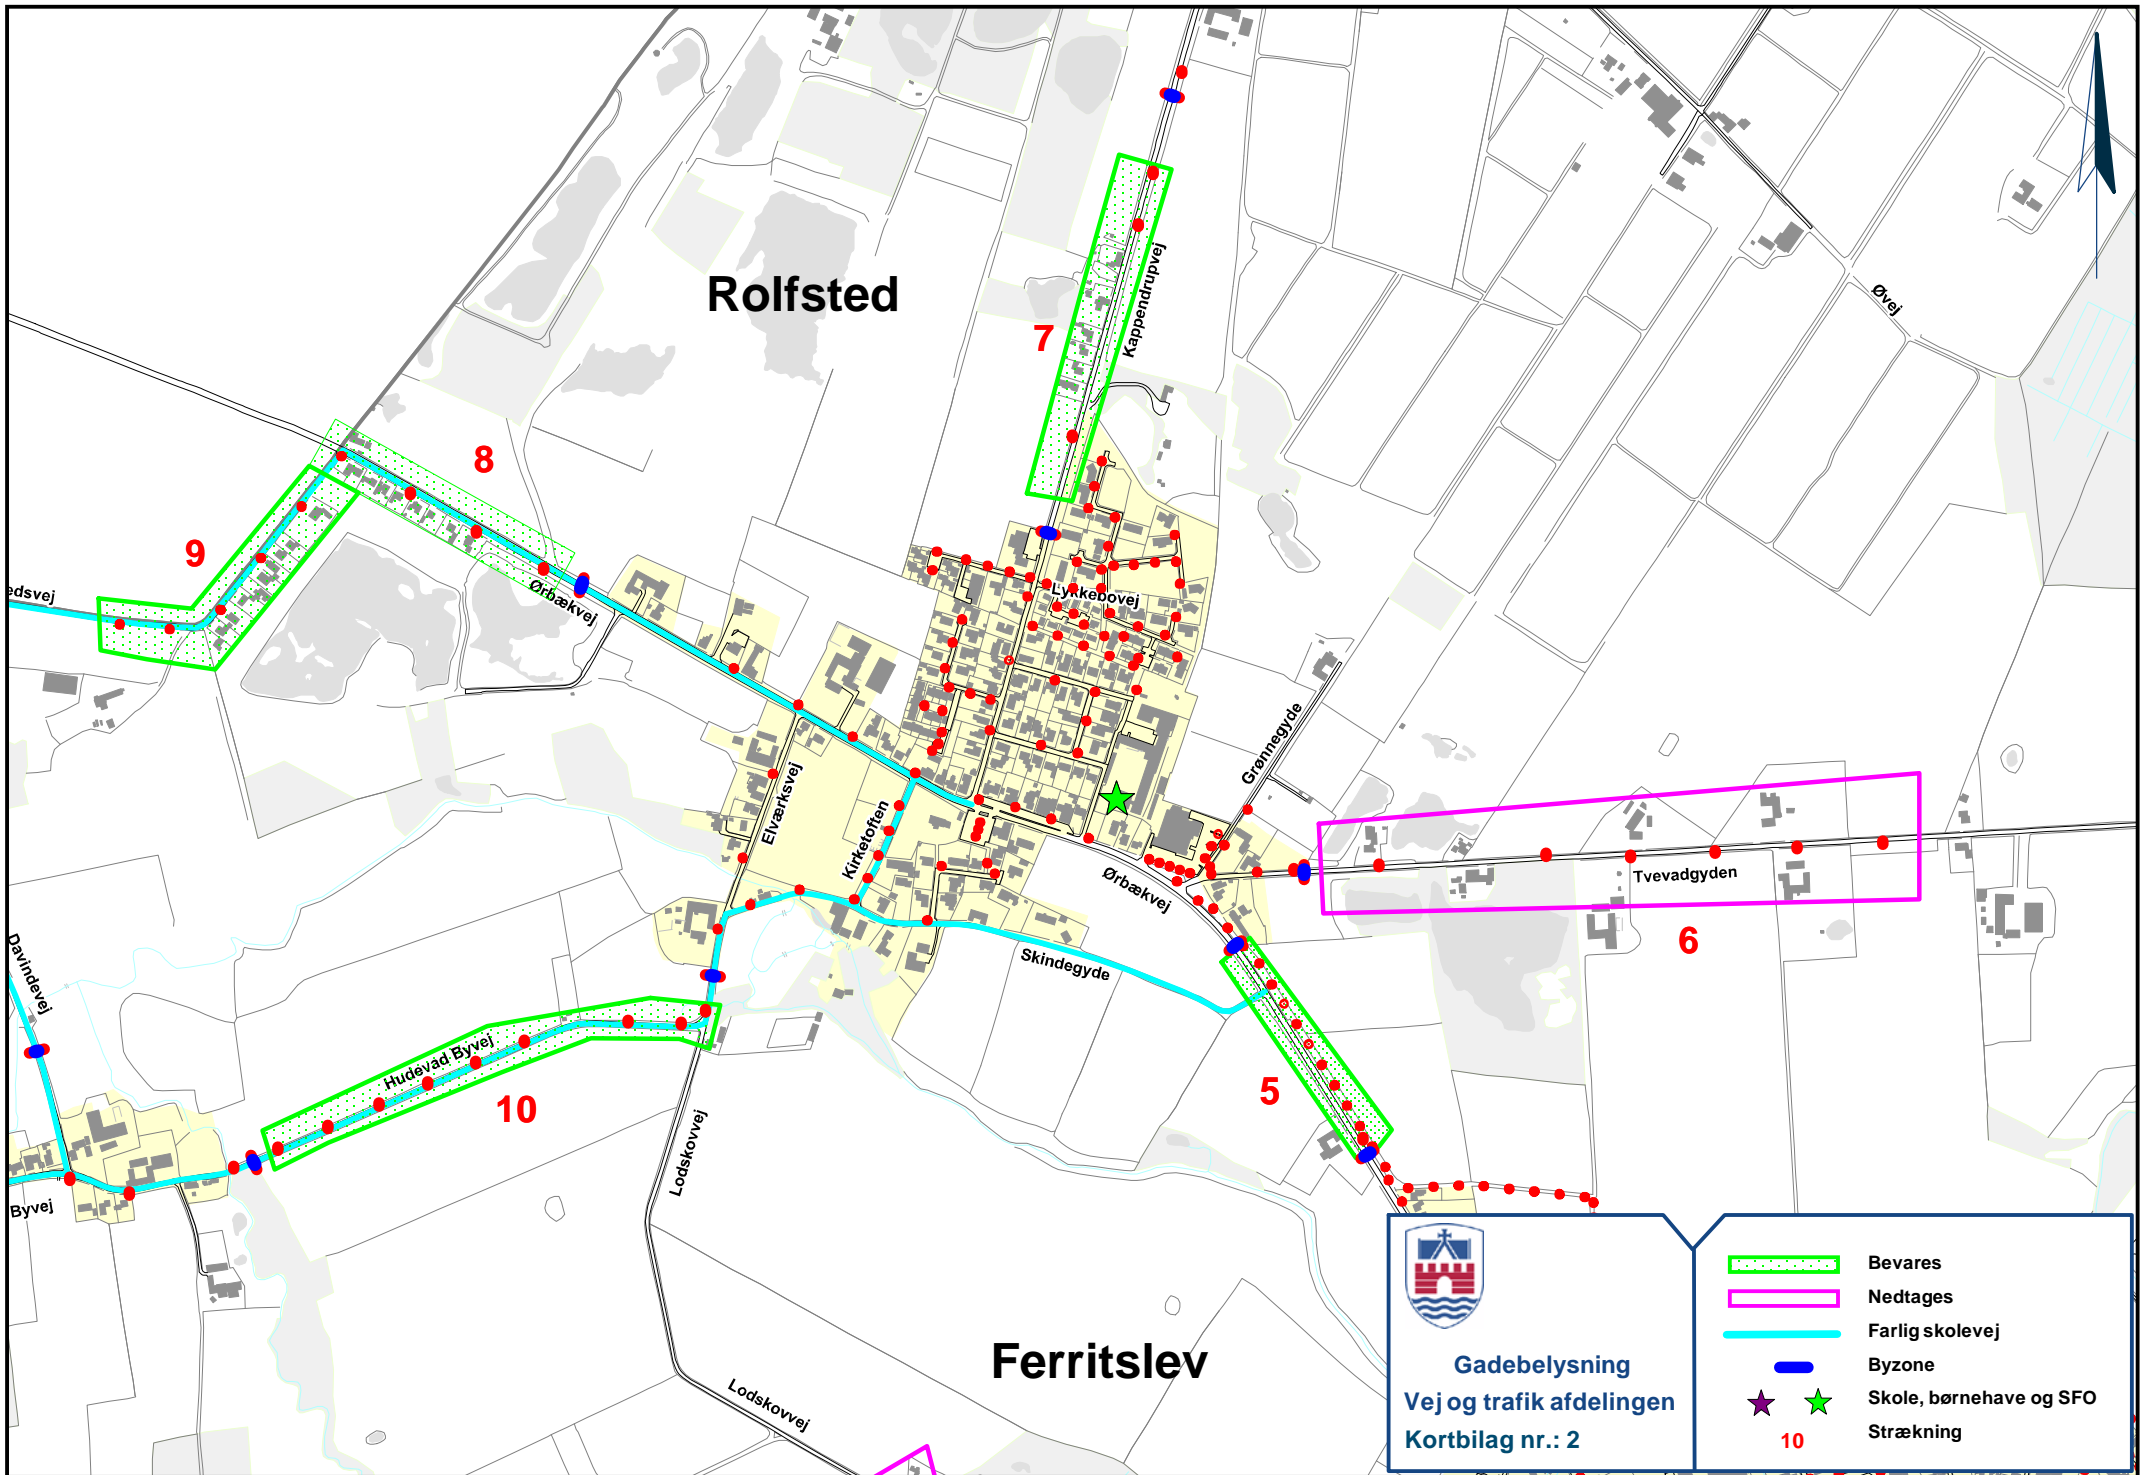 Rolfsted
7
Kappendrupvej
Øvej
8
9
edsvej
Ørbækvej
Lykkebovej
Grønnegyde
Elværksvej
Kirketoften
Ørbækvej
Tvevadgyden
6
Skindegyde
Davindevej
Hudevad Byvej
10
5
Lodskovvej
Byvej
Ferritslev
Lodskovvej
Gadebelysning
Vej og trafik afdelingen
Kortbilag nr.: 2
Bevares
Nedtages
Farlig skolevej
Byzone
Skole, børnehave og SFO
10 Strækning